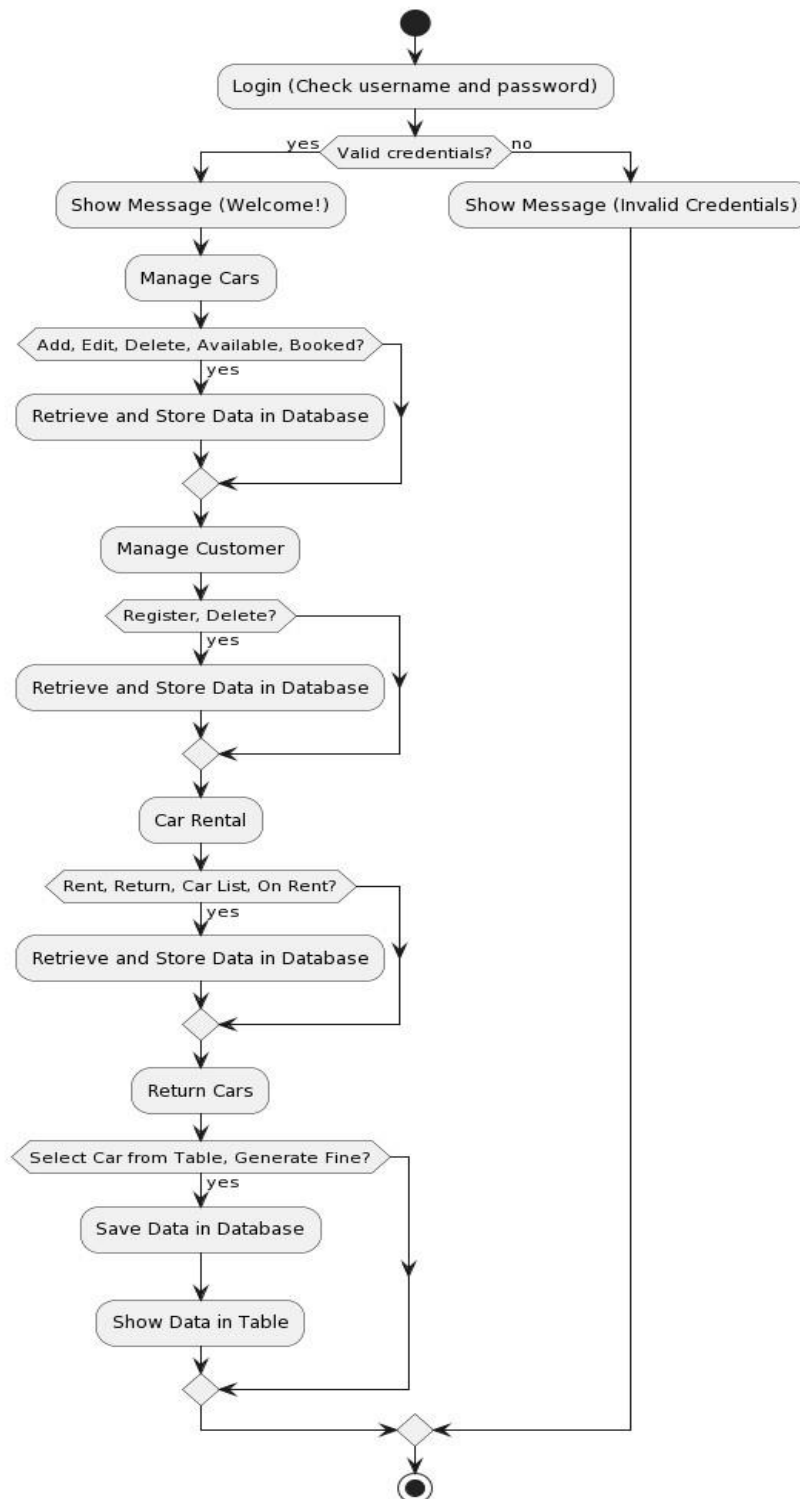 Login (Check username and password)
yes
Valid credentials?
no
Show Message (Welcome!)
Show Message (Invalid Credentials)
Manage Cars
Add, Edit, Delete, Available, Booked?
yes
Retrieve and Store Data in Database
Manage Customer
Register, Delete?
yes
Retrieve and Store Data in Database
Car Rental
Rent, Return, Car List, On Rent?
yes
Retrieve and Store Data in Database
Return Cars
Select Car from Table, Generate Fine?
yes
Save Data in Database
Show Data in Table